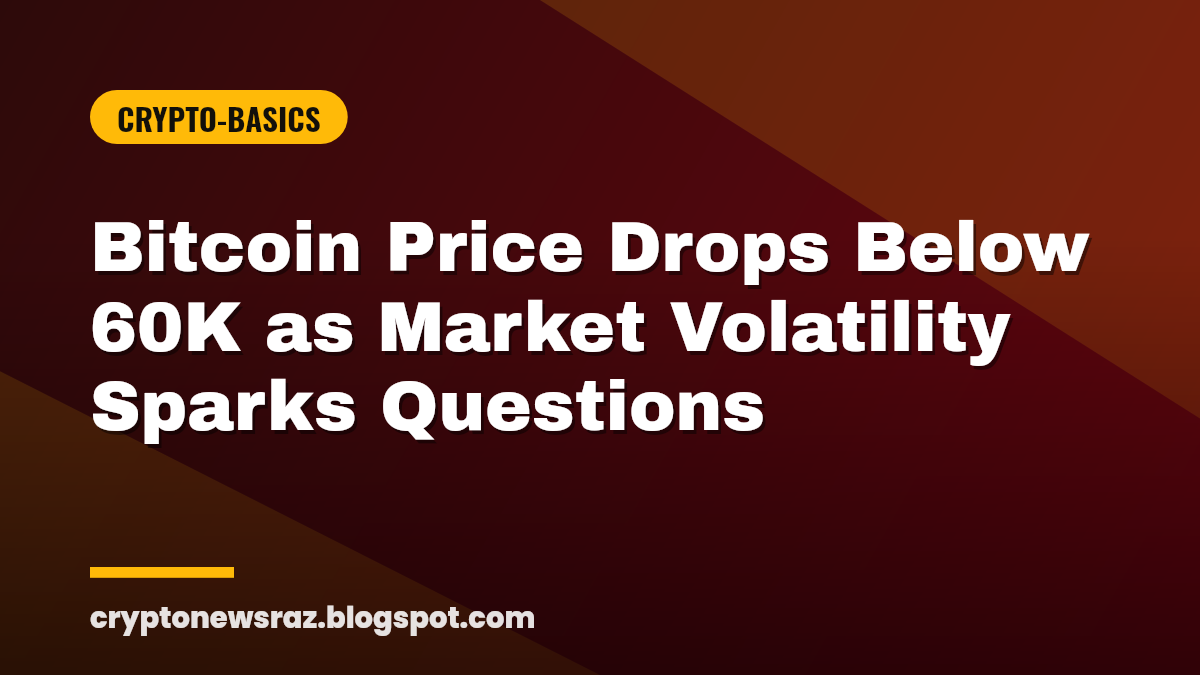 CRYPTO-BASICS
Bitcoin Price Drops Below
60K as Market Volatility
Sparks Questions
cryptonewsraz.blogspot.com